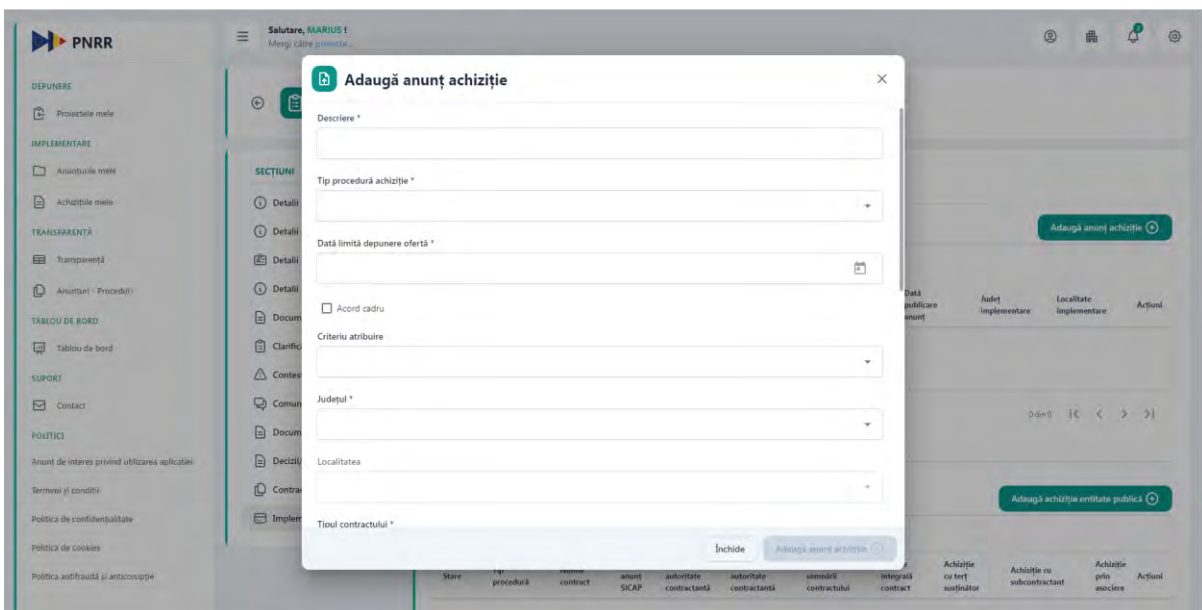 PNRR
Salutare, MARIUS !
Mergi către proiecte...
2
DEPUNERE
Proiectele mele
IMPLEMENTARE
Anunțurile mele
Achizițiile mele
TRANSPARENȚĂ
Transparență
Anunțuri - Proceduri
TABLOU DE BORD
Tablou de bord
SUPORT
Contact
POLITICI
Anunț de interes privind utilizarea aplicației
Termeni și condiții
Politica de confidențialitate
Politica de cookies
Politica antifraudă și anticorupție
SECȚIUNI
Detalii
Detalii
Detalii
Detalii
Docum
Clarific
Contes
Comun
Docum
Decizii/
Contra
Implem
Adaugă anunț achiziție
Descriere *
Tip procedură achiziție *
Dată limită depunere ofertă *
Acord cadru
Criteriu atribuire
Județul *
Localitatea
Tipul contractului *
Închide
Adaugă anunț achiziție
Adaugă anunț achiziție
Dată publicare anunț
Județ implementare
Localitate implementare
Acțiuni
0 din 0
Adaugă achiziție entitate publică
Stare
Tip procedură
contract
anunț SICAP
autoritate contractantă
autoritate contractantă
semnării contractului
integrală contract
Achiziție cu terț susținător
Achiziție cu subcontractant
Achiziție prin asociere
Acțiuni